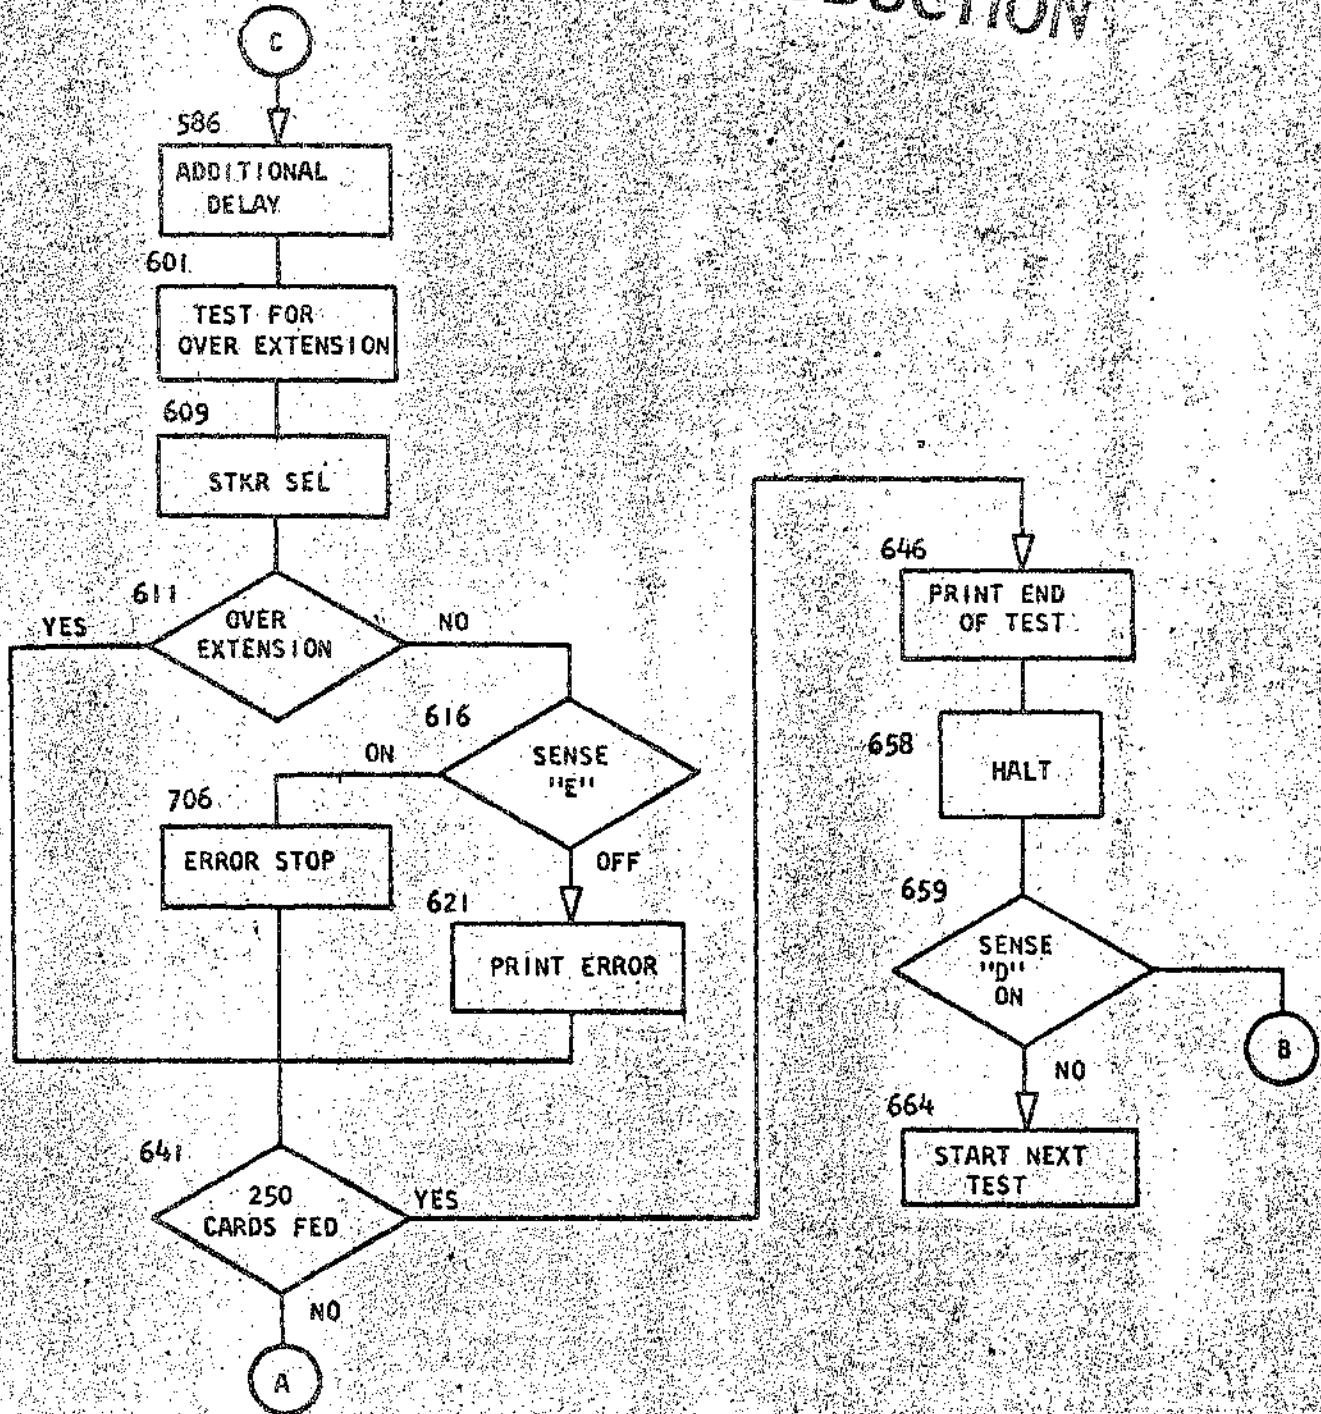 C
586
ADDITIONAL
DELAY
601
TEST FOR
OVER EXTENSION
609
STKR SEL
611
YES
OVER
EXTENSION
NO
616
ON
SENSE
"E"
OFF
706
ERROR STOP
621
PRINT ERROR
641
250
CARDS FED
YES
NO
A
646
PRINT END
OF TEST
658
HALT
659
SENSE
"D"
ON
B
NO
664
START NEXT
TEST